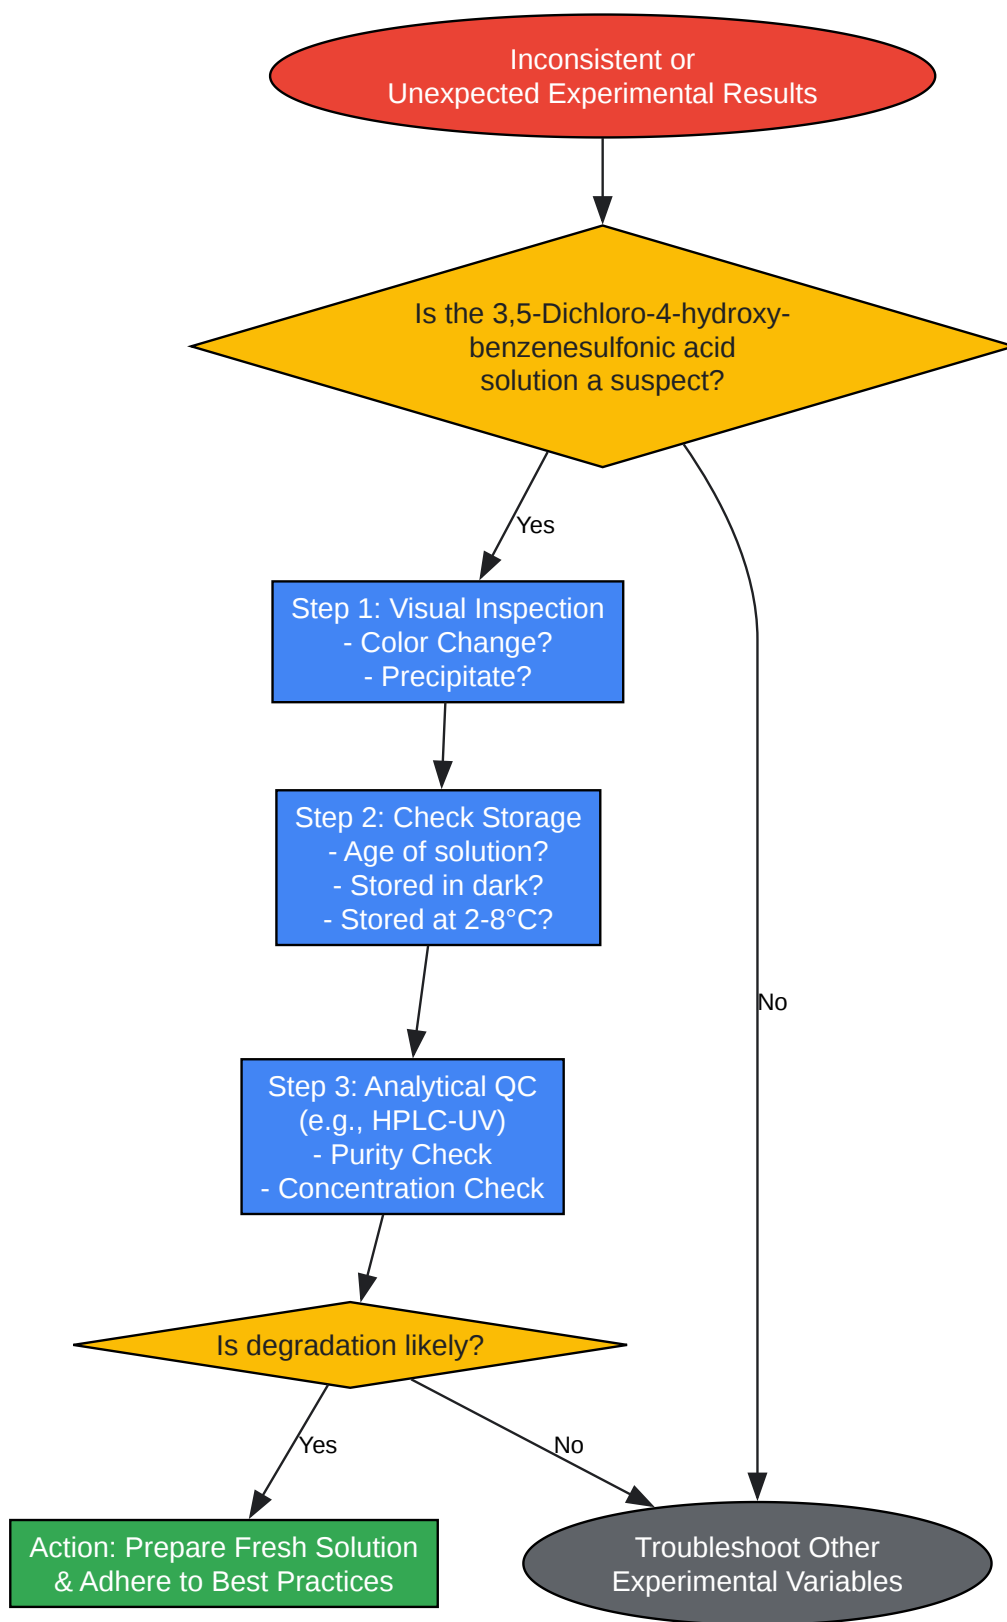 Inconsistent or
Unexpected Experimental Results
Is the 3,5-Dichloro-4-hydroxy-
benzenesulfonic acid
solution a suspect?
Yes
Step 1: Visual Inspection
- Color Change?
- Precipitate?
Step 2: Check Storage
- Age of solution?
- Stored in dark?
- Stored at 2-8°C?
No
Step 3: Analytical QC
(e.g., HPLC-UV)
- Purity Check
- Concentration Check
Is degradation likely?
Yes
No
Action: Prepare Fresh Solution
& Adhere to Best Practices
Troubleshoot Other
Experimental Variables